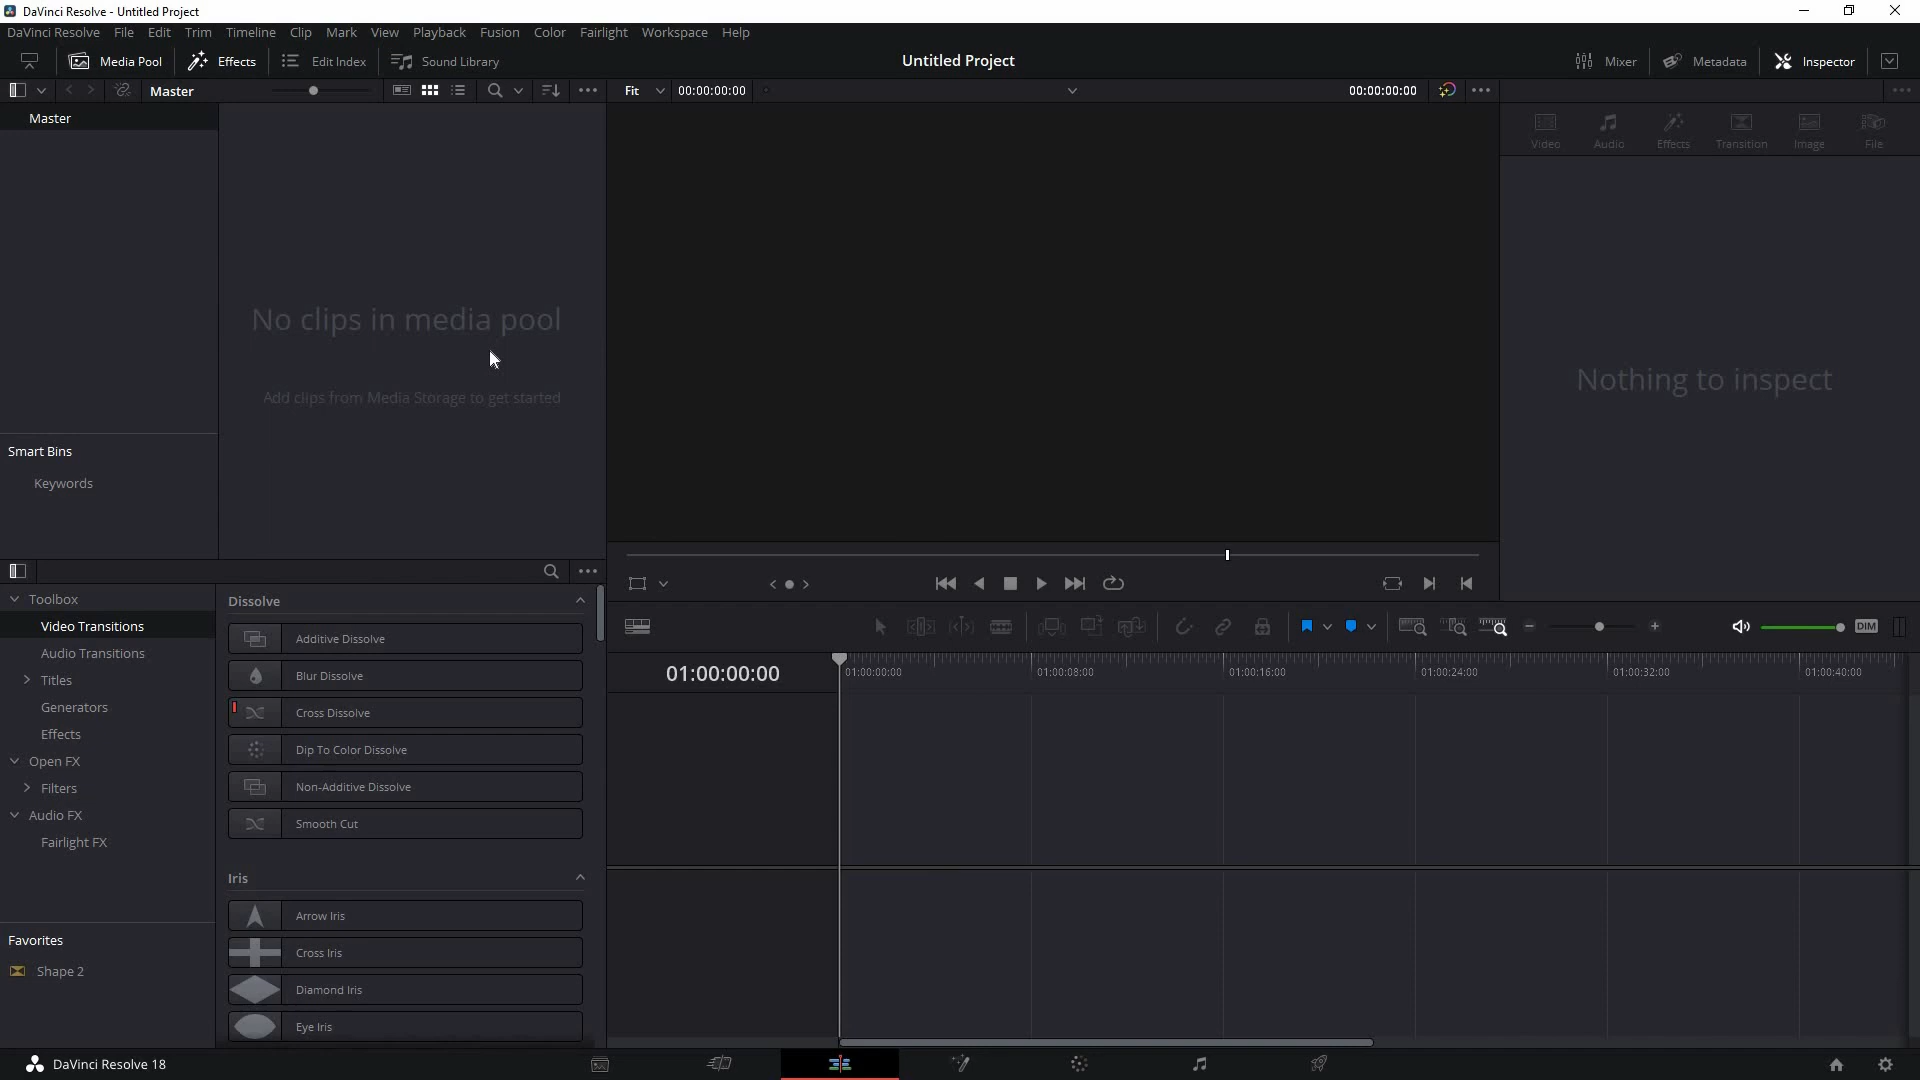 DaVinci Resolve - Untitled Project
DaVinci Resolve File Edit Trim Timeline Clip Mark View Playback Fusion Color Fairlight Workspace Help
Media Pool Effects Edit Index Sound Library Untitled Project Mixer Metadata Inspector
Master Fit 00:00:00:00 00:00:00:00
Master
Video Audio Effects Transition Image File
No clips in media pool
Add clips from Media Storage to get started
Nothing to inspect
Smart Bins
Keywords
Toolbox
Video Transitions
Audio Transitions
Titles
Generators
Effects
Open FX
Filters
Audio FX
Fairlight FX
Favorites
Shape 2
Dissolve
Additive Dissolve
Blur Dissolve
Cross Dissolve
Dip To Color Dissolve
Non-Additive Dissolve
Smooth Cut
Iris
Arrow Iris
Cross Iris
Diamond Iris
Eye Iris
DIM
01:00:00:00
01:00:00:00 01:00:08:00 01:00:16:00 01:00:24:00 01:00:32:00 01:00:40:00
DaVinci Resolve 18